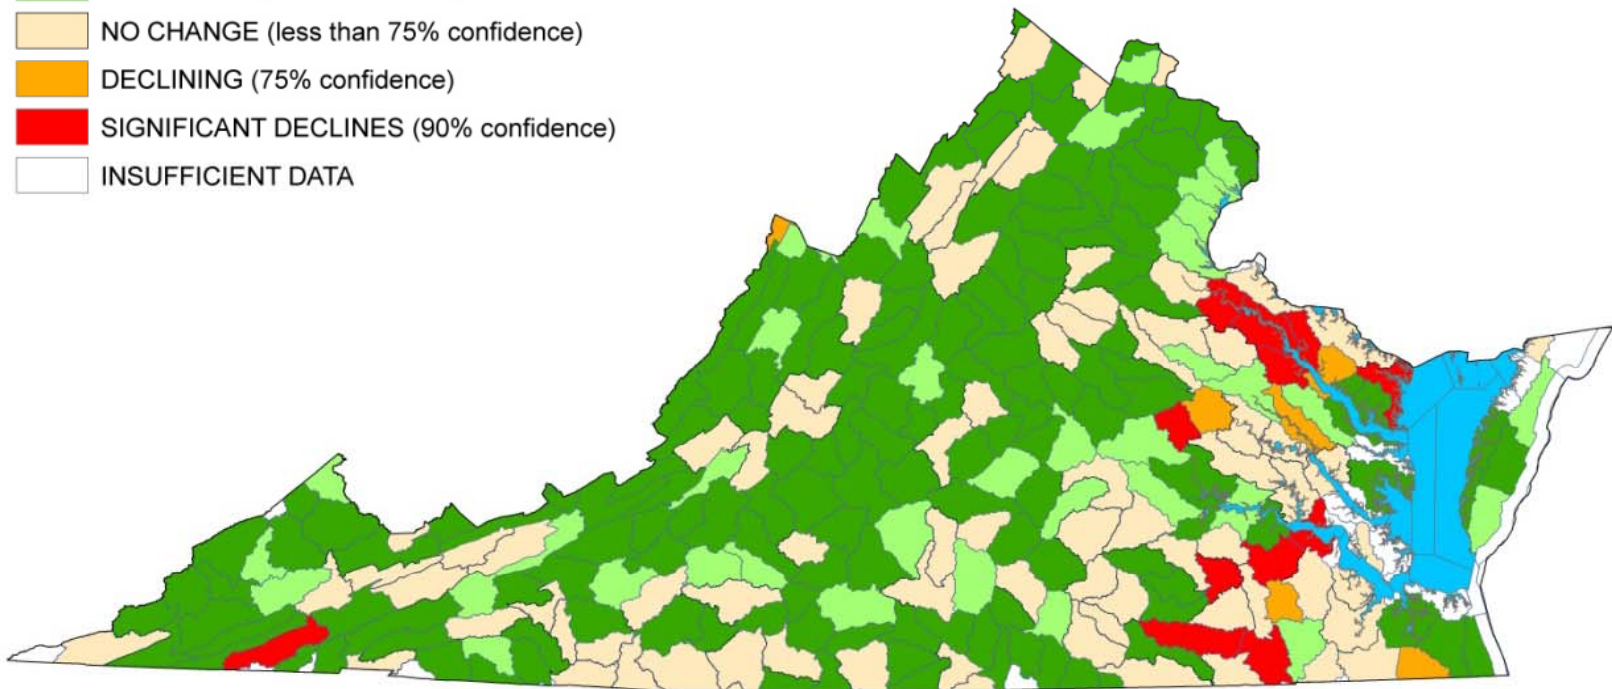 NO CHANGE (less than 75% confidence)
DECLINING (75% confidence)
SIGNIFICANT DECLINES (90% confidence)
INSUFFICIENT DATA